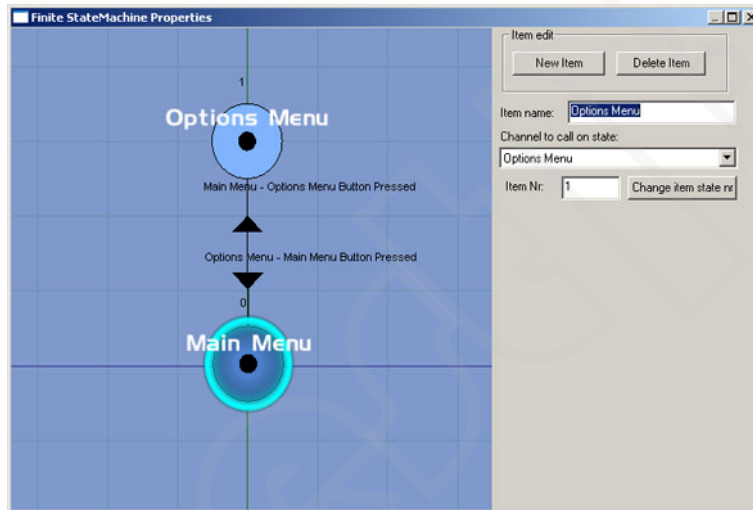 Finite StateMachine Properties
1
Options Menu
Main Menu - Options Menu Button Pressed
Options Menu - Main Menu Button Pressed
0
Main Menu
Item edit
New Item
Delete Item
Item name:
Options Menu
Channel to call on state:
Options Menu
Item Nr:
1
Change item state nr